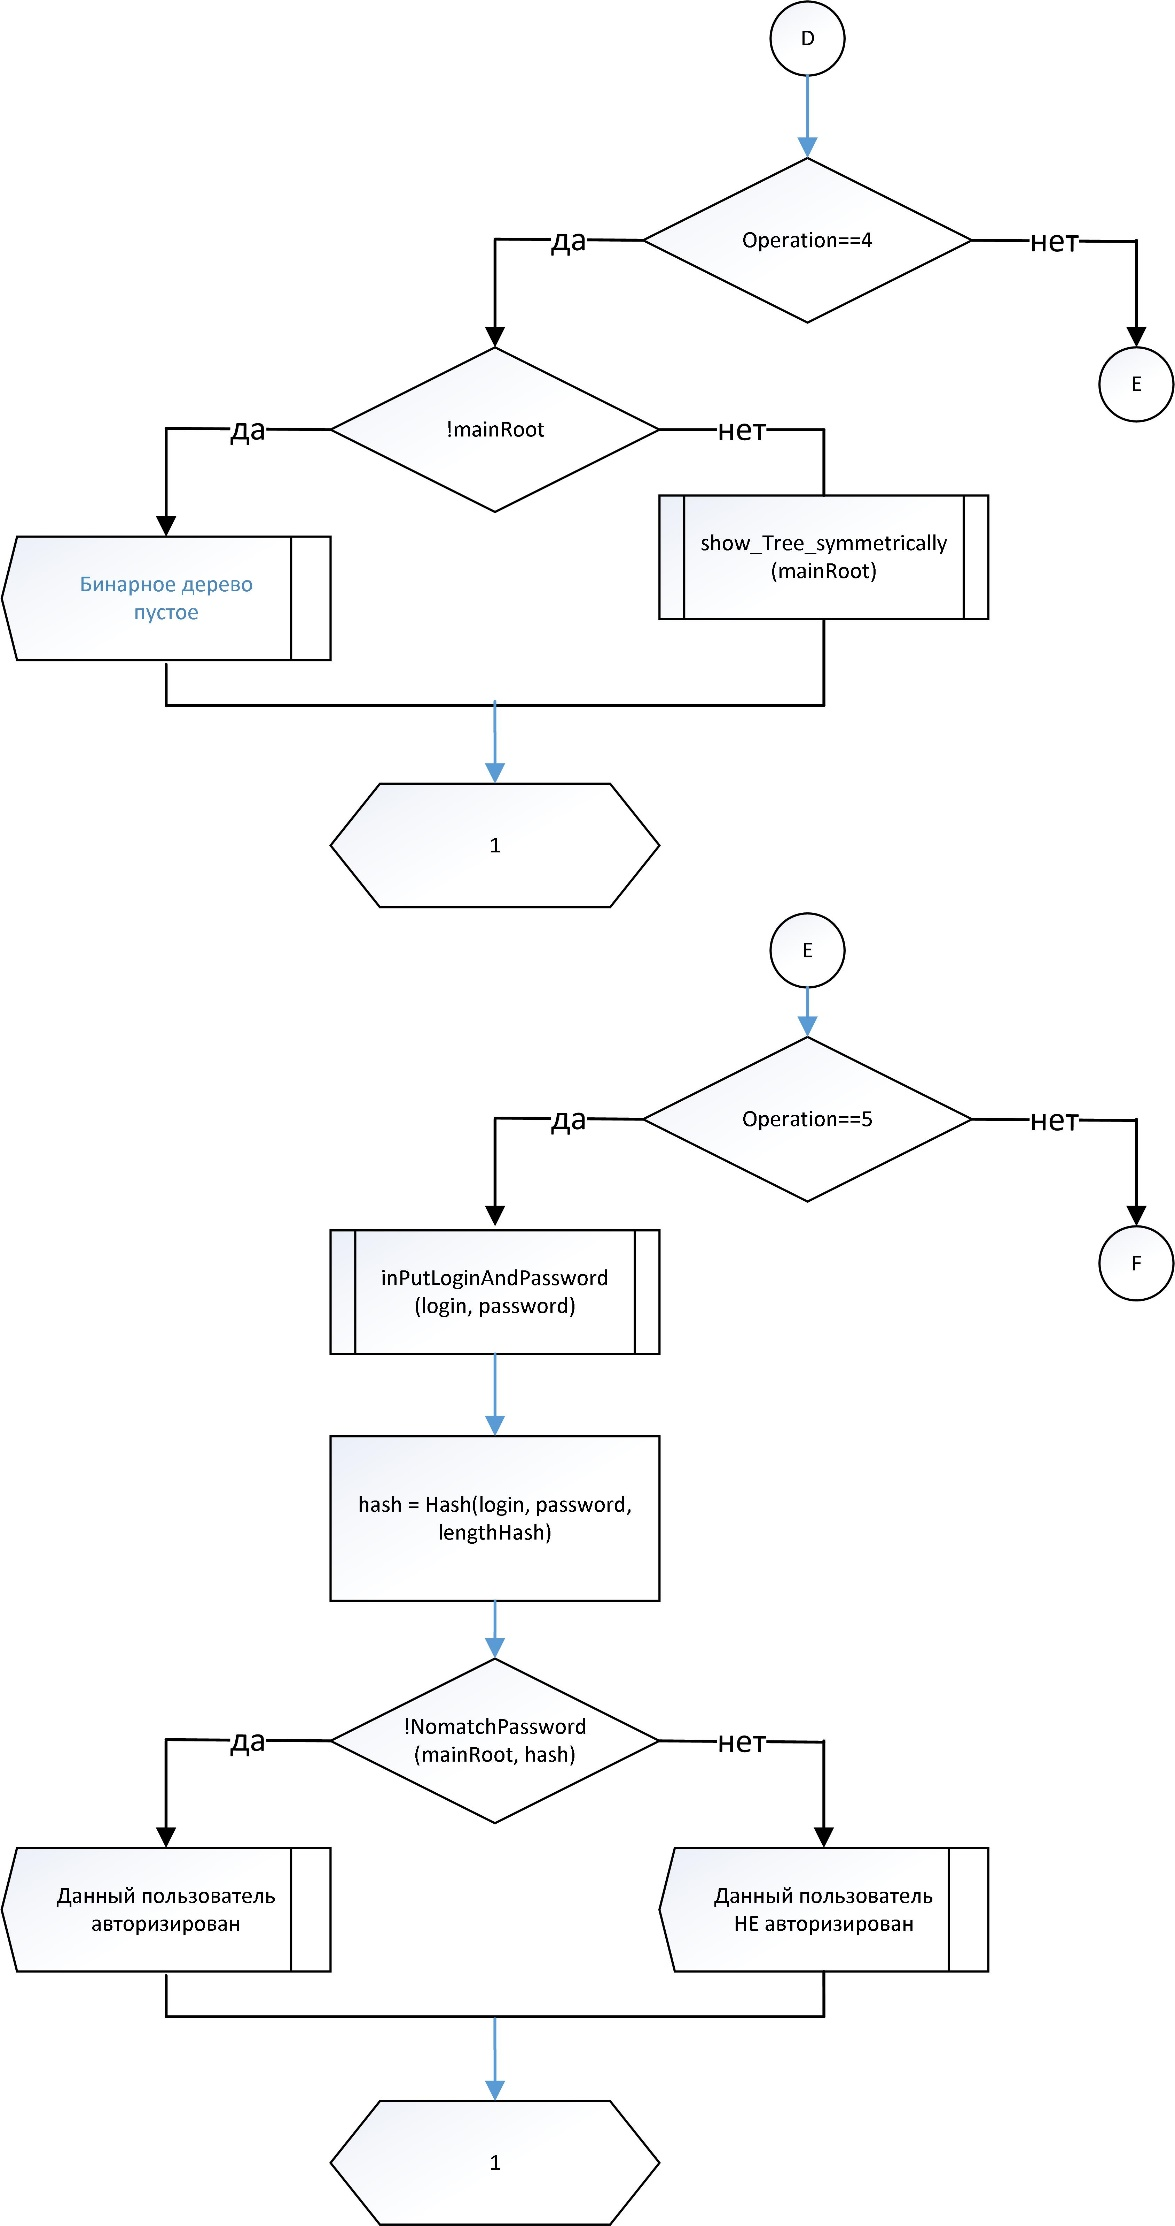 D
Operation==4
да
нет
E
!mainRoot
да
нет
show_Tree_symmetrically
(mainRoot)
Бинарное дерево
пустое
1
E
Operation==5
да
нет
F
inPutLoginAndPassword
(login, password)
hash = Hash(login, password,
lengthHash)
!NomatchPassword
(mainRoot, hash)
да
нет
Данный пользователь
авторизирован
Данный пользователь
НЕ авторизирован
1